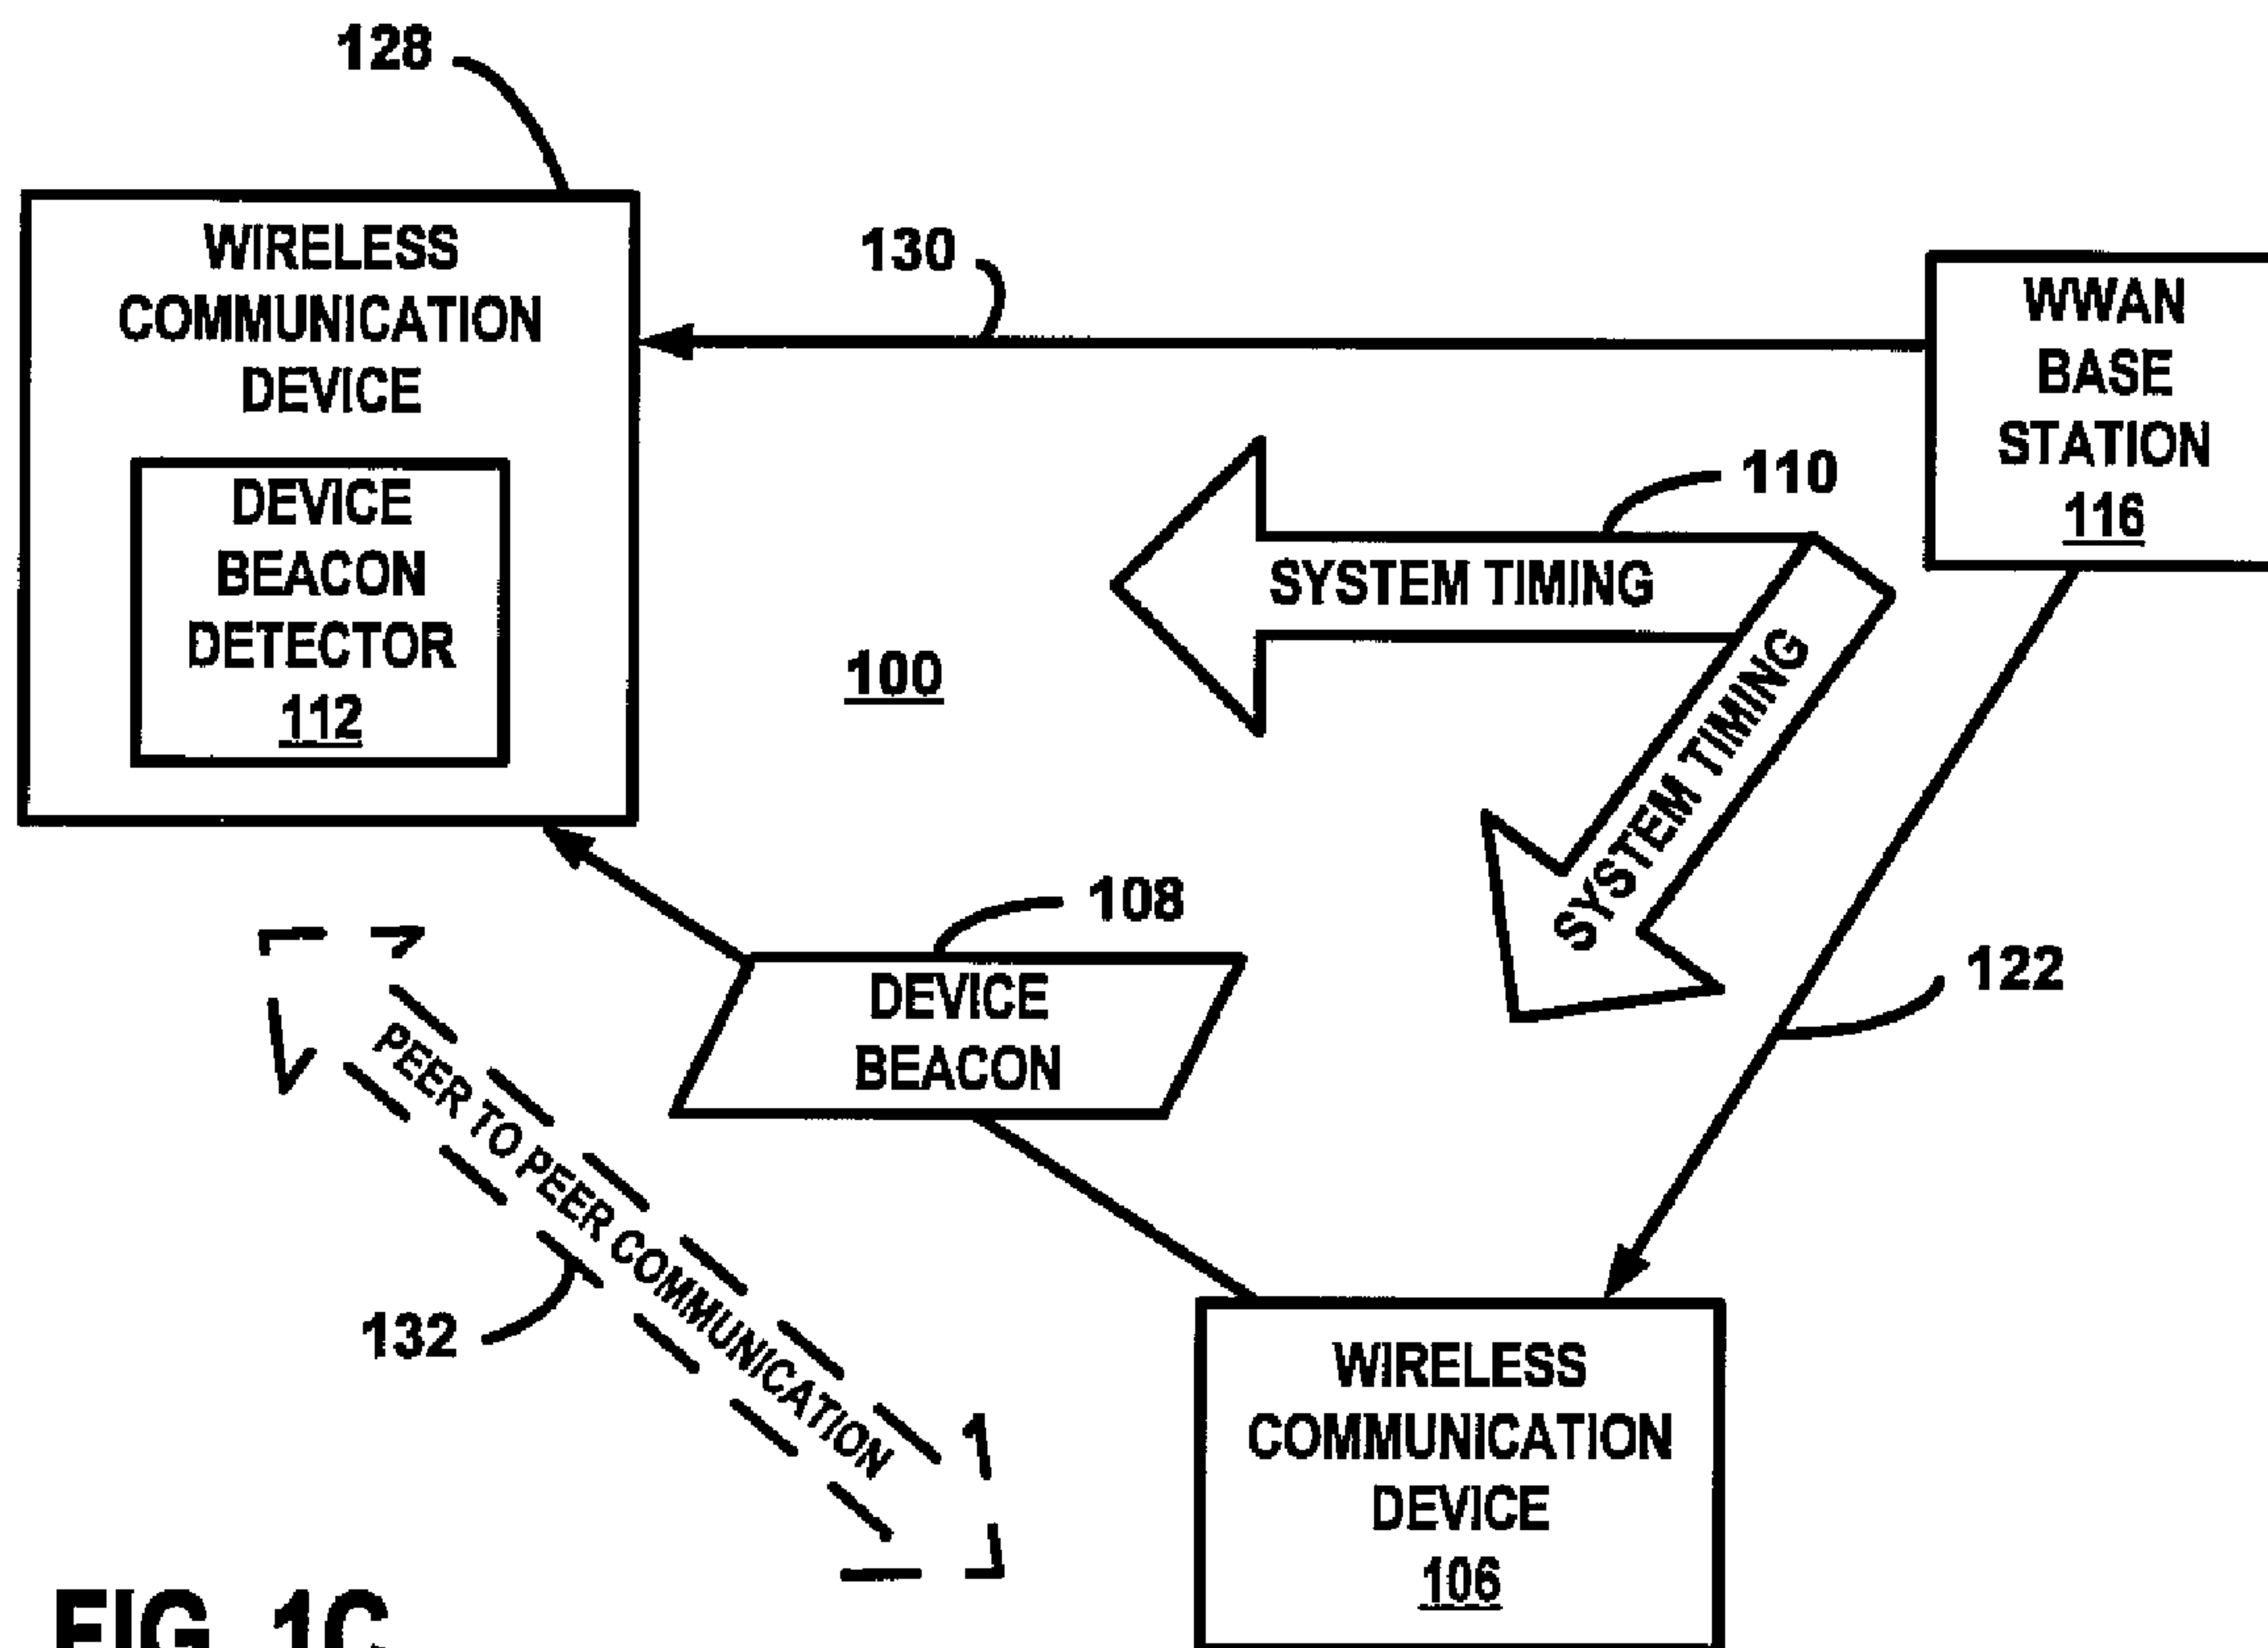 128
WIRELESS
COMMUNICATION
DEVICE
DEVICE
BEACON
DETECTOR
112
130
WWAN
BASE
STATION
116
110
SYSTEM TIMING
SYSTEM TIMING
100
108
DEVICE
BEACON
122
PEER TO PEER COMMUNICATION
132
WIRELESS
COMMUNICATION
DEVICE
106
FIG. 1C